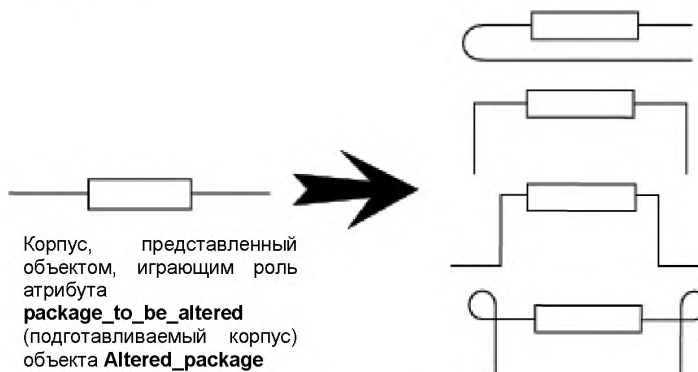 Корпус, представленный
объектом, играющим роль
атрибута
package_to_be_altered
(подготавливаемый корпус)
объекта Altered_package